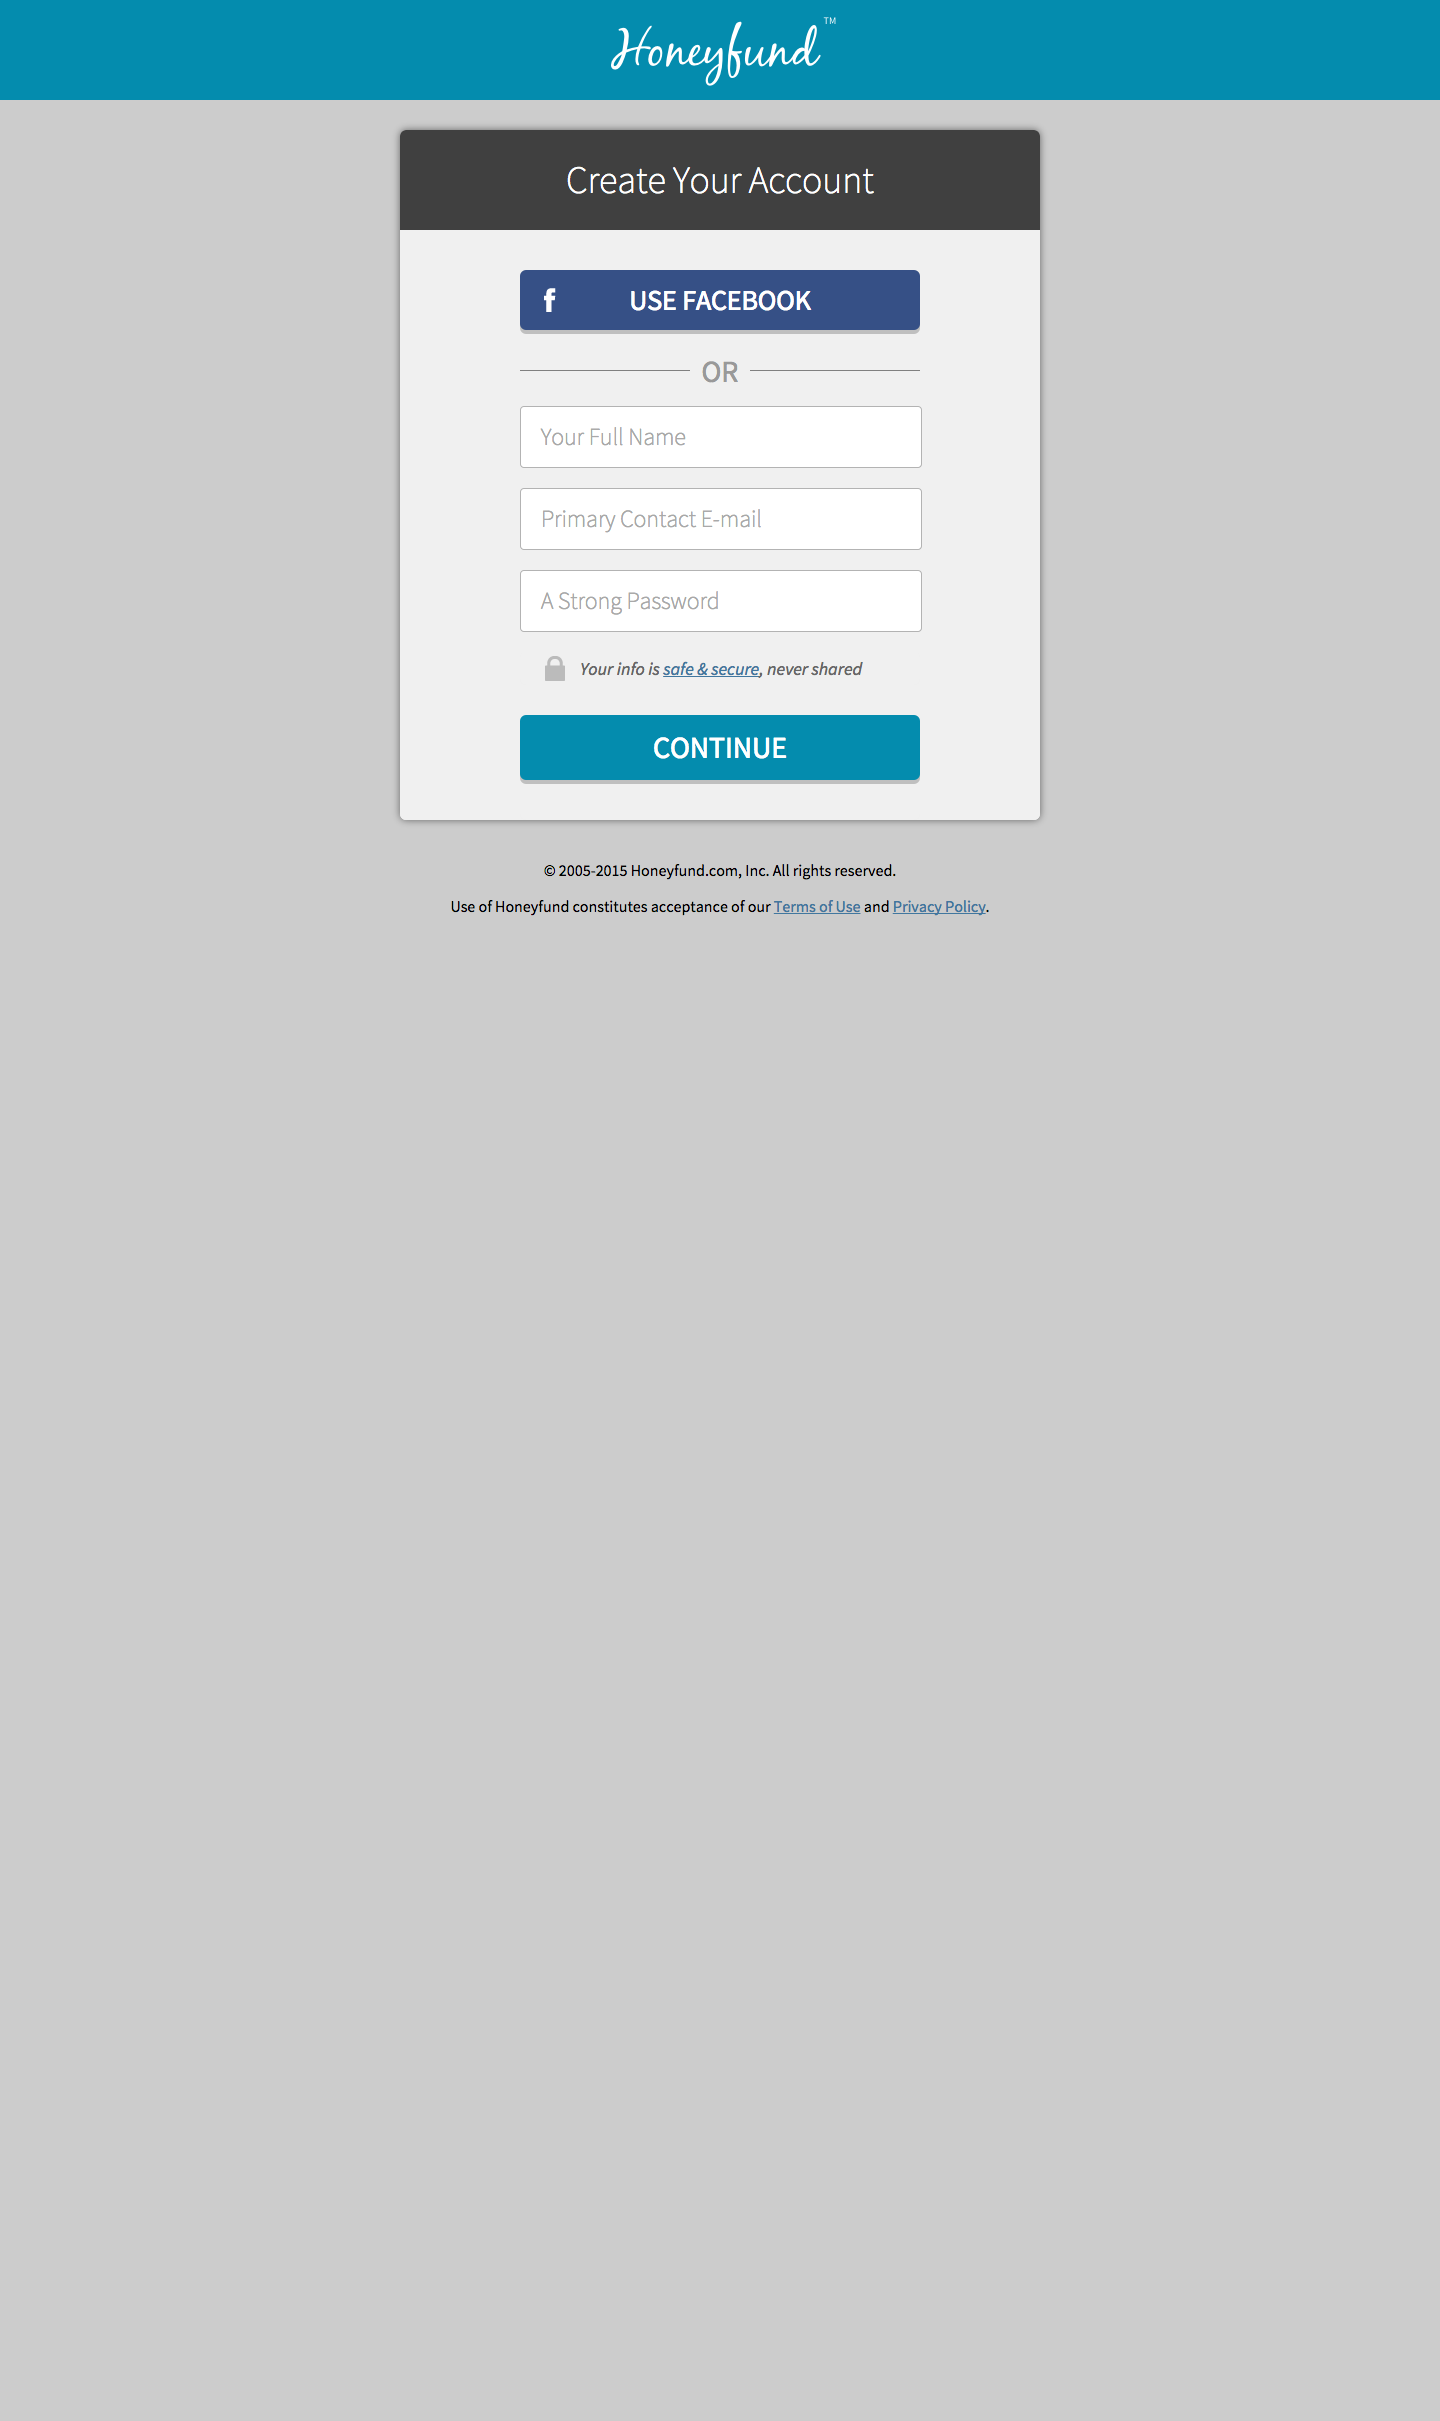 Honeyfund™
Create Your Account
f USE FACEBOOK
OR
Your Full Name
Primary Contact E-mail
A Strong Password
Your info is safe & secure, never shared
CONTINUE
© 2005-2015 Honeyfund.com, Inc. All rights reserved.
Use of Honeyfund constitutes acceptance of our Terms of Use and Privacy Policy.